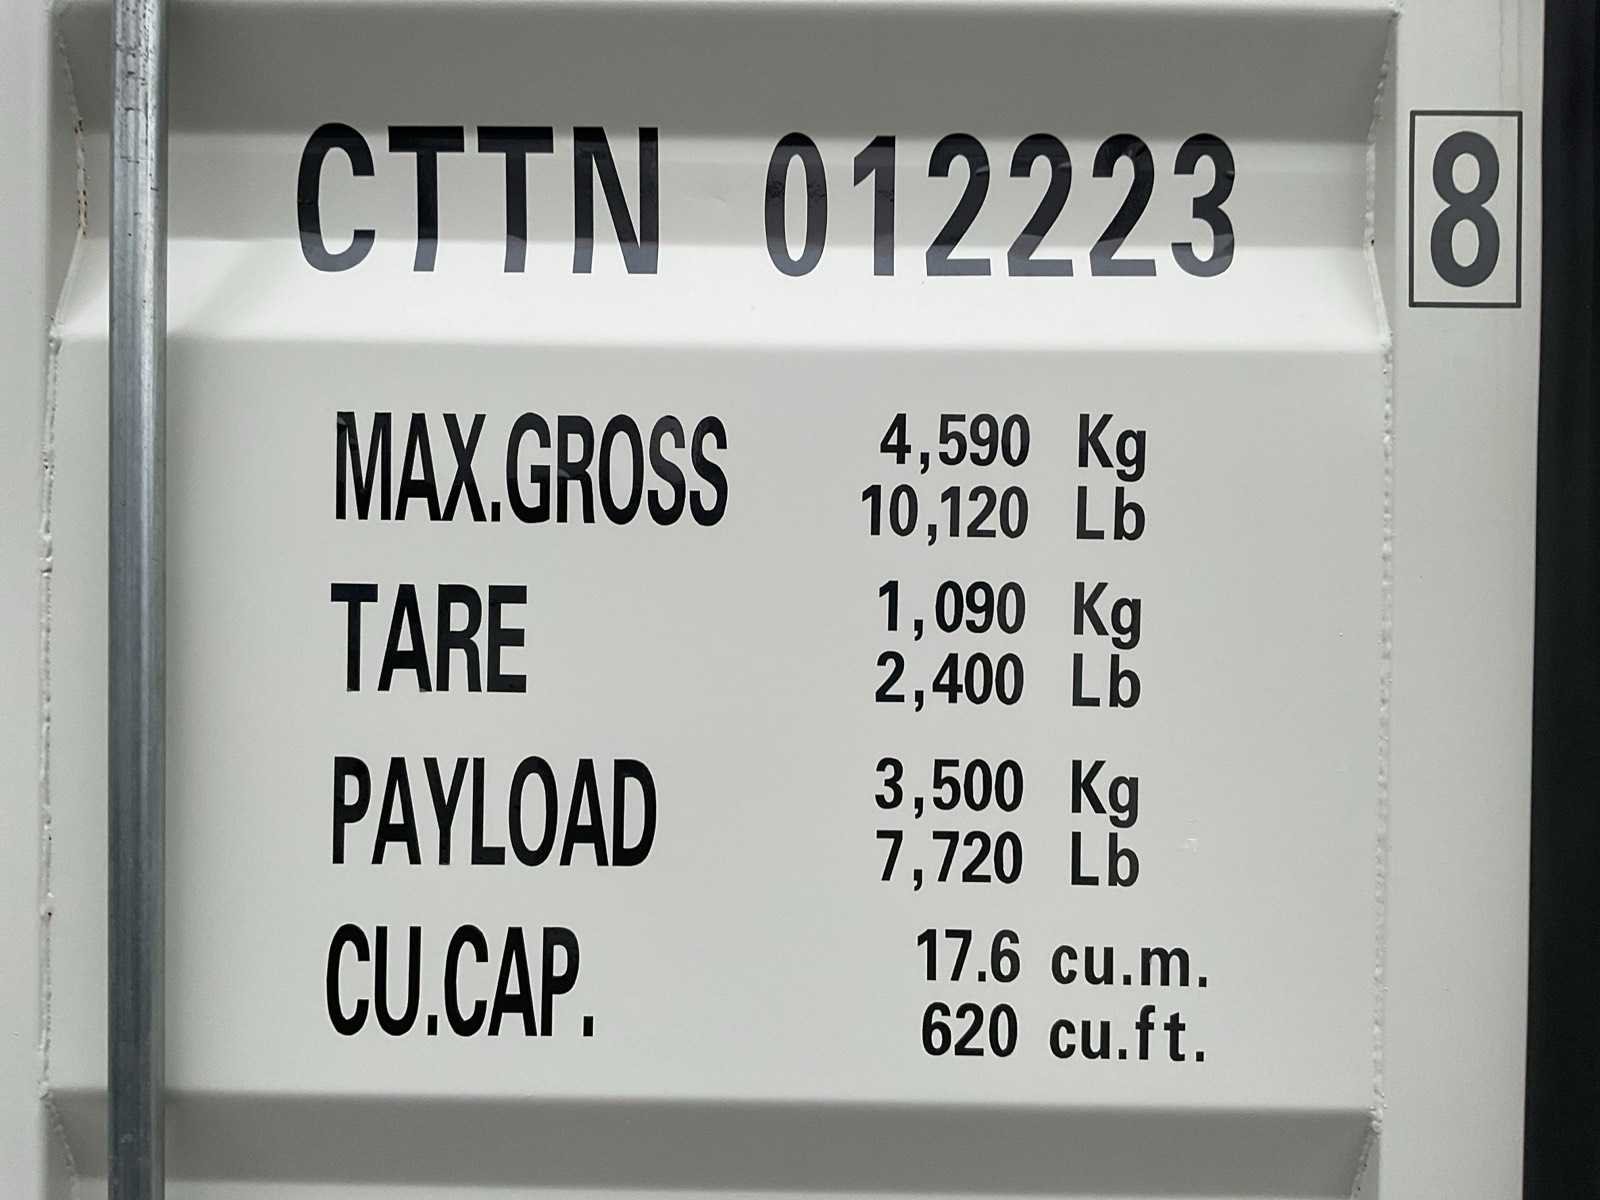 CTTN 012223 8
MAX.GROSS 4,590 Kg
10,120 Lb
TARE 1,090 Kg
2,400 Lb
PAYLOAD 3,500 Kg
7,720 Lb
CU.CAP. 17.6 cu.m.
620 cu.ft.